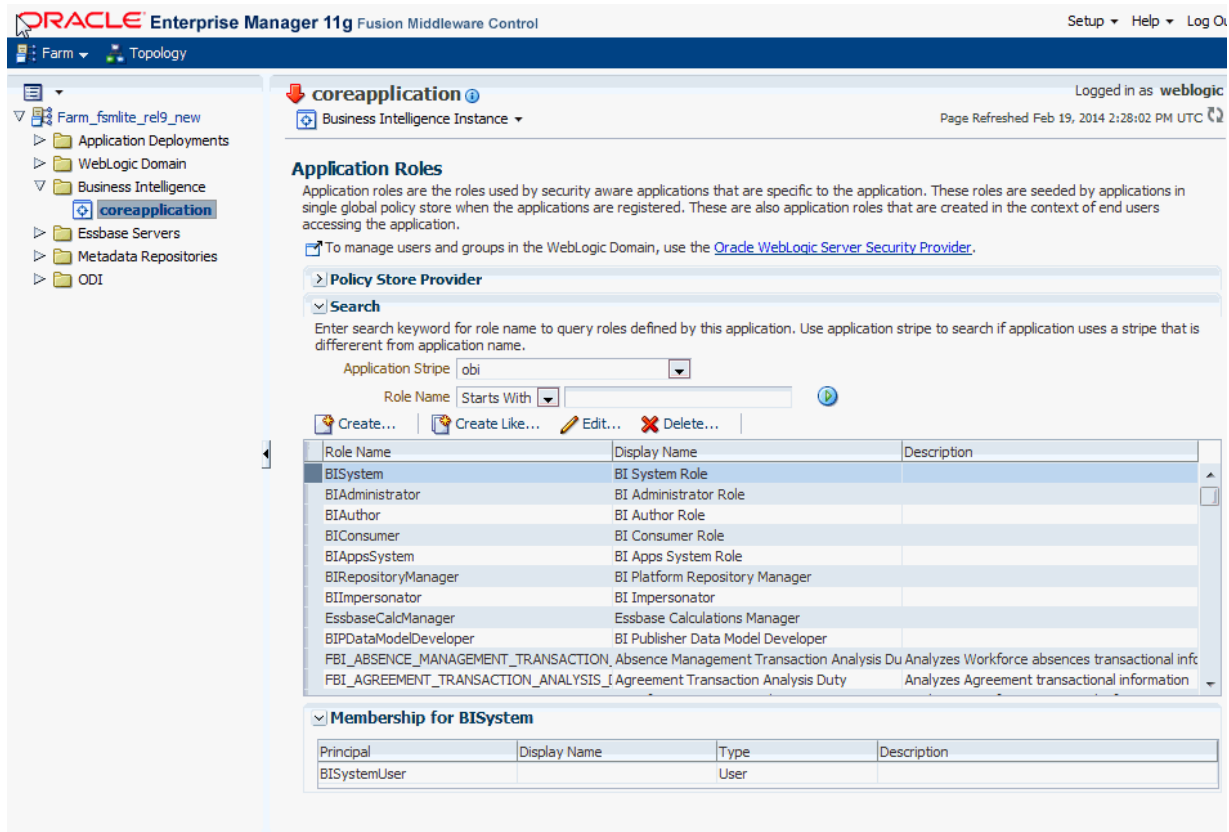 ORACLE Enterprise Manager 11g Fusion Middleware Control
Setup Help Log Ou
Farm Topology
Farm_fsmlite_rel9_new
Application Deployments
WebLogic Domain
Business Intelligence
coreapplication
Essbase Servers
Metadata Repositories
ODI
coreapplication
Logged in as weblogic
Business Intelligence Instance
Page Refreshed Feb 19, 2014 2:28:02 PM UTC
Application Roles
Application roles are the roles used by security aware applications that are specific to the application. These roles are seeded by applications in
single global policy store when the applications are registered. These are also application roles that are created in the context of end users
accessing the application.
To manage users and groups in the WebLogic Domain, use the Oracle WebLogic Server Security Provider.
Policy Store Provider
Search
Enter search keyword for role name to query roles defined by this application. Use application stripe to search if application uses a stripe that is
differerent from application name.
Application Stripe obi
Role Name Starts With
Create... Create Like... Edit... Delete...
Role Name Display Name Description
BISystem BI System Role
BIAdministrator BI Administrator Role
BIAuthor BI Author Role
BIConsumer BI Consumer Role
BIAppsSystem BI Apps System Role
BIRepositoryManager BI Platform Repository Manager
BIImpersonator BI Impersonator
EssbaseCalcManager Essbase Calculations Manager
BIPDataModelDeveloper BI Publisher Data Model Developer
FBI_ABSENCE_MANAGEMENT_TRANSACTION_ Absence Management Transaction Analysis Du Analyzes Workforce absences transactional info
FBI_AGREEMENT_TRANSACTION_ANALYSIS_ Agreement Transaction Analysis Duty Analyzes Agreement transactional information
Membership for BISystem
Principal Display Name Type Description
BISystemUser User